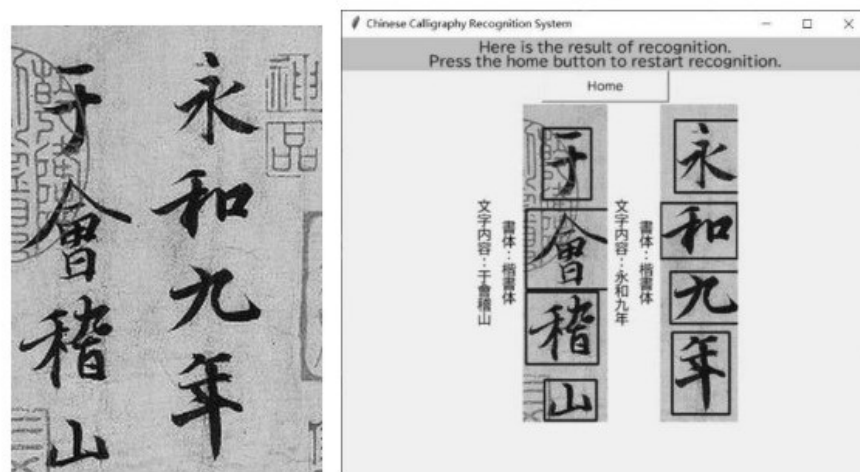 永和九年
于會稽山
神品
Chinese Calligraphy Recognition System
Here is the result of recognition.
Press the home button to restart recognition.
Home
永和九年
書体：楷書体
文字内容：永和九年
于會稽山
書体：楷書体
文字内容：于會稽山